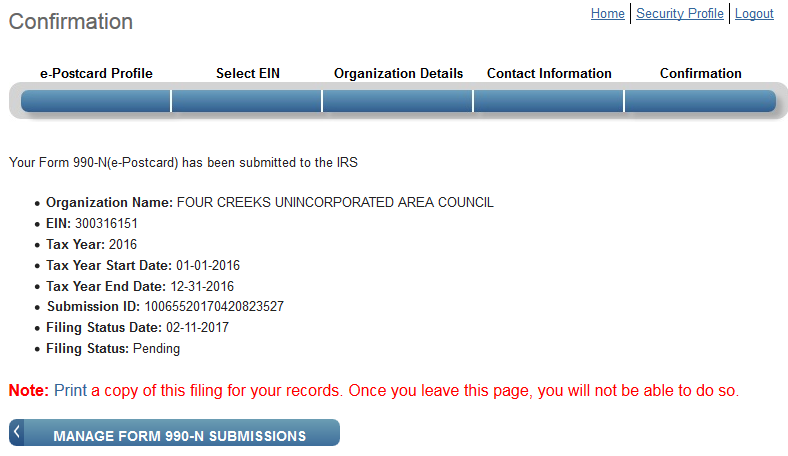 Confirmation
Home | Security Profile | Logout
e-Postcard Profile Select EIN Organization Details Contact Information Confirmation
Your Form 990-N(e-Postcard) has been submitted to the IRS
• Organization Name: FOUR CREEKS UNINCORPORATED AREA COUNCIL
• EIN: 300316151
• Tax Year: 2016
• Tax Year Start Date: 01-01-2016
• Tax Year End Date: 12-31-2016
• Submission ID: 10065520170420823527
• Filing Status Date: 02-11-2017
• Filing Status: Pending
Note: Print a copy of this filing for your records. Once you leave this page, you will not be able to do so.
MANAGE FORM 990-N SUBMISSIONS